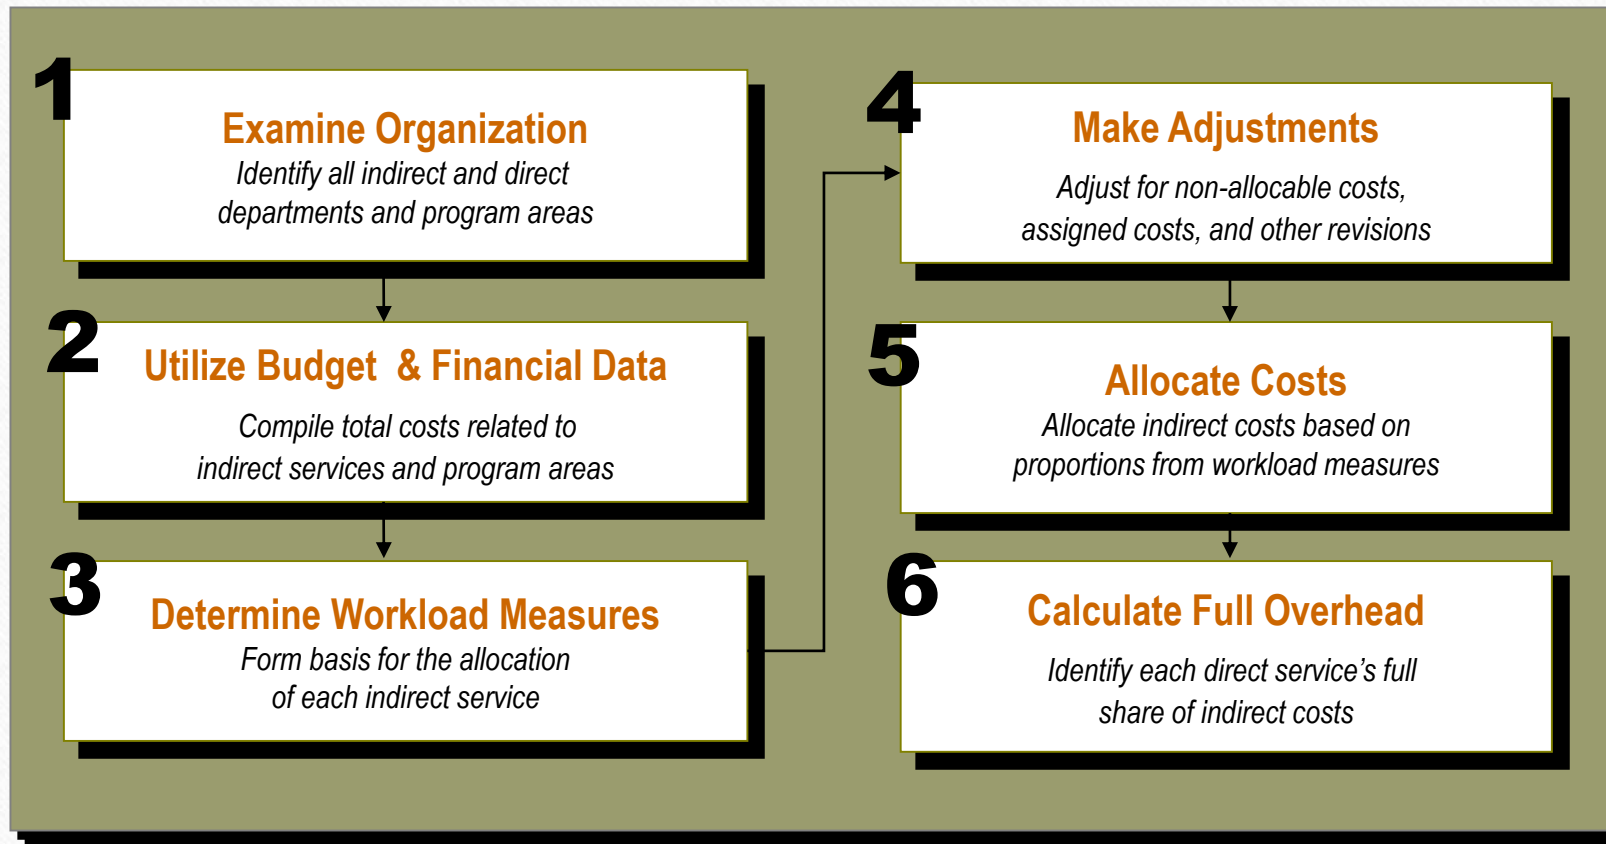 1
Examine Organization
Identify all indirect and direct
departments and program areas
2
Utilize Budget & Financial Data
Compile total costs related to
indirect services and program areas
3
Determine Workload Measures
Form basis for the allocation
of each indirect service
4
Make Adjustments
Adjust for non-allocable costs,
assigned costs, and other revisions
5
Allocate Costs
Allocate indirect costs based on
proportions from workload measures
6
Calculate Full Overhead
Identify each direct service’s full
share of indirect costs